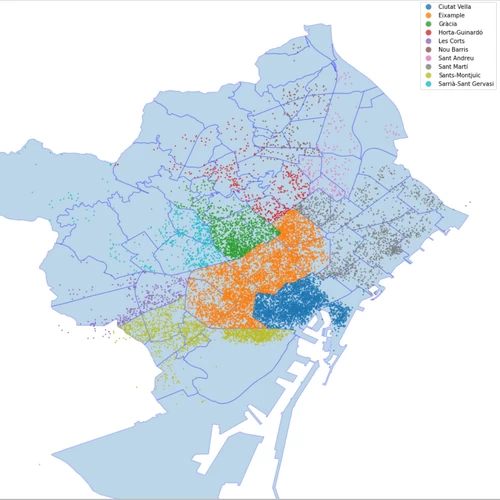 Ciutat Vella
Eixample
Gràcia
Horta-Guinardó
Les Corts
Nou Barris
Sant Andreu
Sant Martí
Sants-Montjuïc
Sarrià-Sant Gervasi